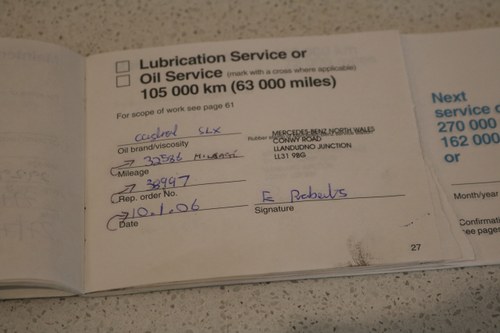 Lubrication Service or
Oil Service (mark with a cross where applicable)
105 000 km (63 000 miles)
For scope of work see page 61
castrol SLX
Oil brand/viscosity
MERCEDES-BENZ NORTH WALES
CONWY ROAD
LLANDUDNO JUNCTION
LL31 9BG
32586 MILEAGE
Mileage
38997
Rep. order No.
10.1.06
Date
E Roberts
Signature
27
Next
service
270 000
162 000
or
Month/year